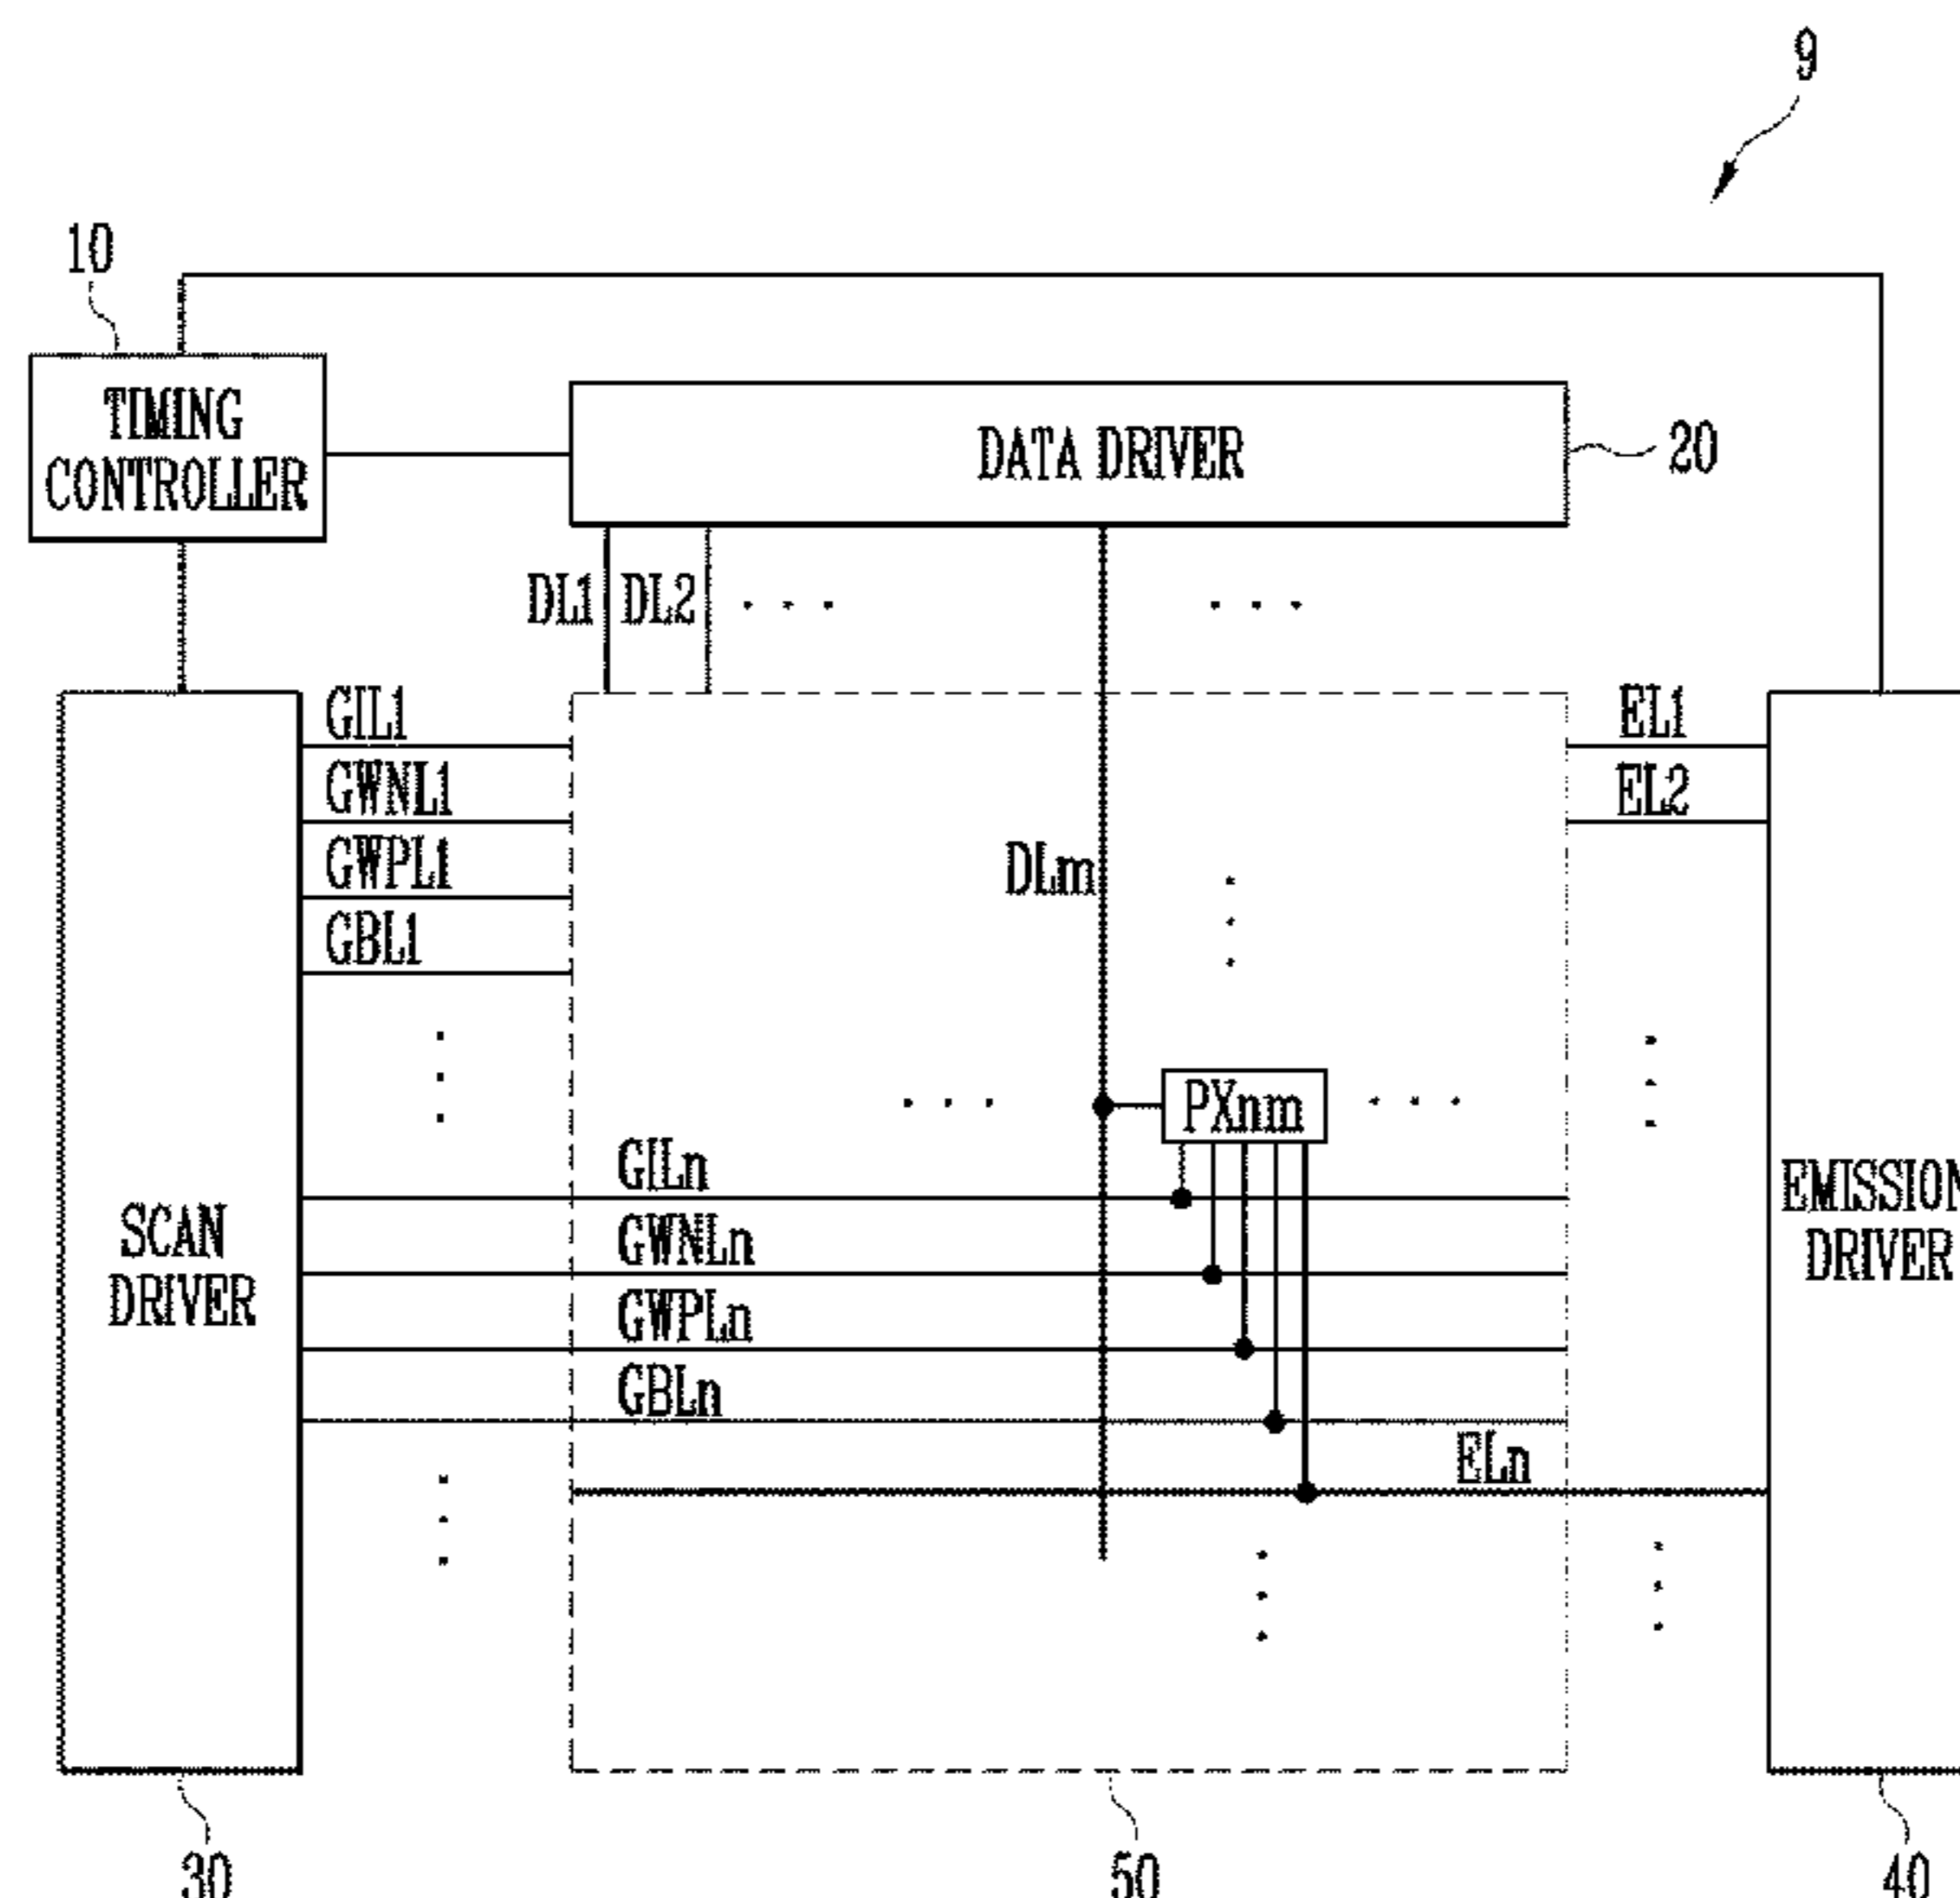 9
10
TIMING
CONTROLLER
DATA DRIVER
20
DL1
DL2
GIL1
GWNL1
GWPL1
GBL1
EL1
EL2
DLm
PXnm
GILn
GWNLn
GWPLn
GBLn
ELn
SCAN
DRIVER
EMISSION
DRIVER
30
50
40